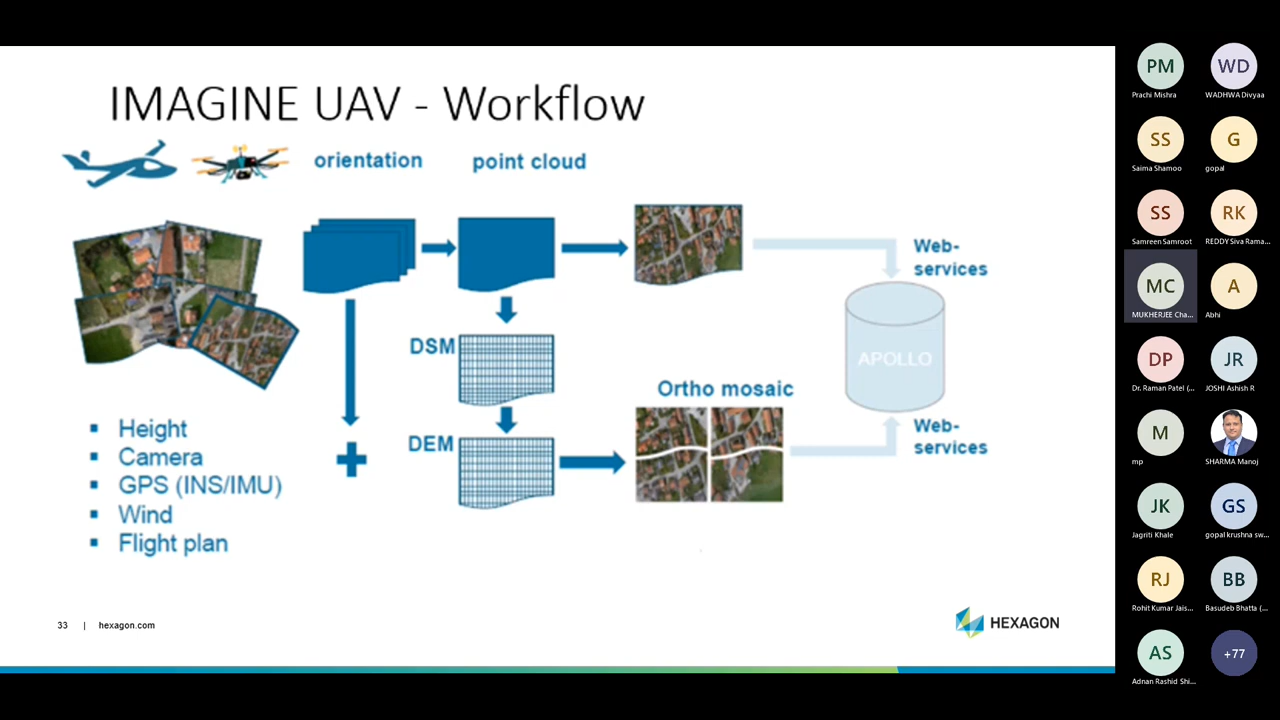 IMAGINE UAV - Workflow
orientation
point cloud
Web-
services
DSM
APOLLO
Ortho mosaic
DEM
Web-
services
▪ Height
▪ Camera
▪ GPS (INS/IMU)
▪ Wind
▪ Flight plan
33 | hexagon.com
HEXAGON
PM
Prachi Mishra
WD
WADHWA Divyaa
SS
Saima Shamoo
G
gopal
SS
Samreen Samroot
RK
REDDY Siva Rama...
MC
MUKHERJEE Cha...
A
Abhi
DP
Dr. Raman Patel (...
JR
JOSHI Ashish R
M
mp
SHARMA Manoj
JK
Jagriti Khale
GS
gopal krushna sw...
RJ
Rohit Kumar Jais...
BB
Basudeb Bhatta (...
AS
Adnan Rashid Shi...
+77